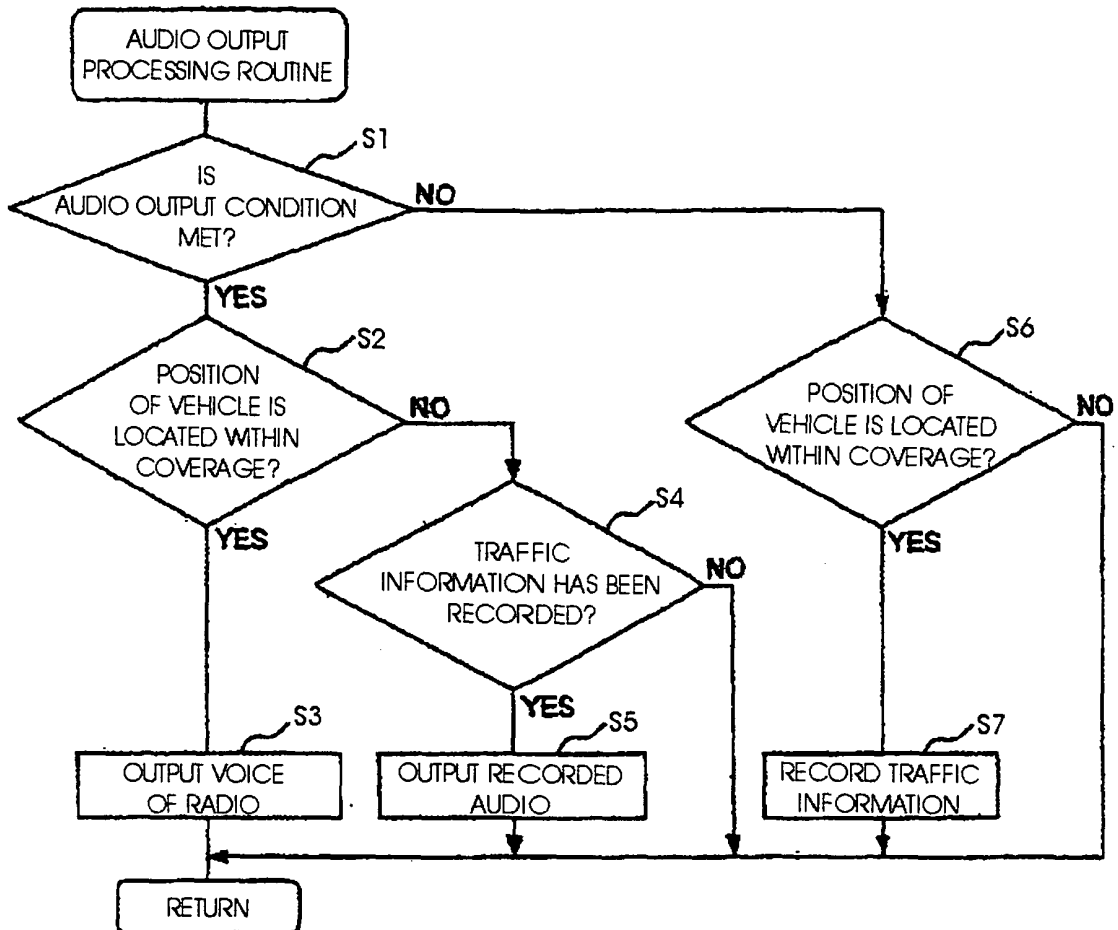 AUDIO OUTPUT
PROCESSING ROUTINE
S1
IS
AUDIO OUTPUT CONDITION
MET?
NO
YES
S2
POSITION
OF VEHICLE IS
LOCATED WITHIN
COVERAGE?
NO
YES
S6
POSITION OF
VEHICLE IS LOCATED
WITHIN COVERAGE?
NO
YES
S4
TRAFFIC
INFORMATION HAS BEEN
RECORDED?
NO
YES
S3
OUTPUT VOICE
OF RADIO
S5
OUTPUT RECORDED
AUDIO
S7
RECORD TRAFFIC
INFORMATION
RETURN